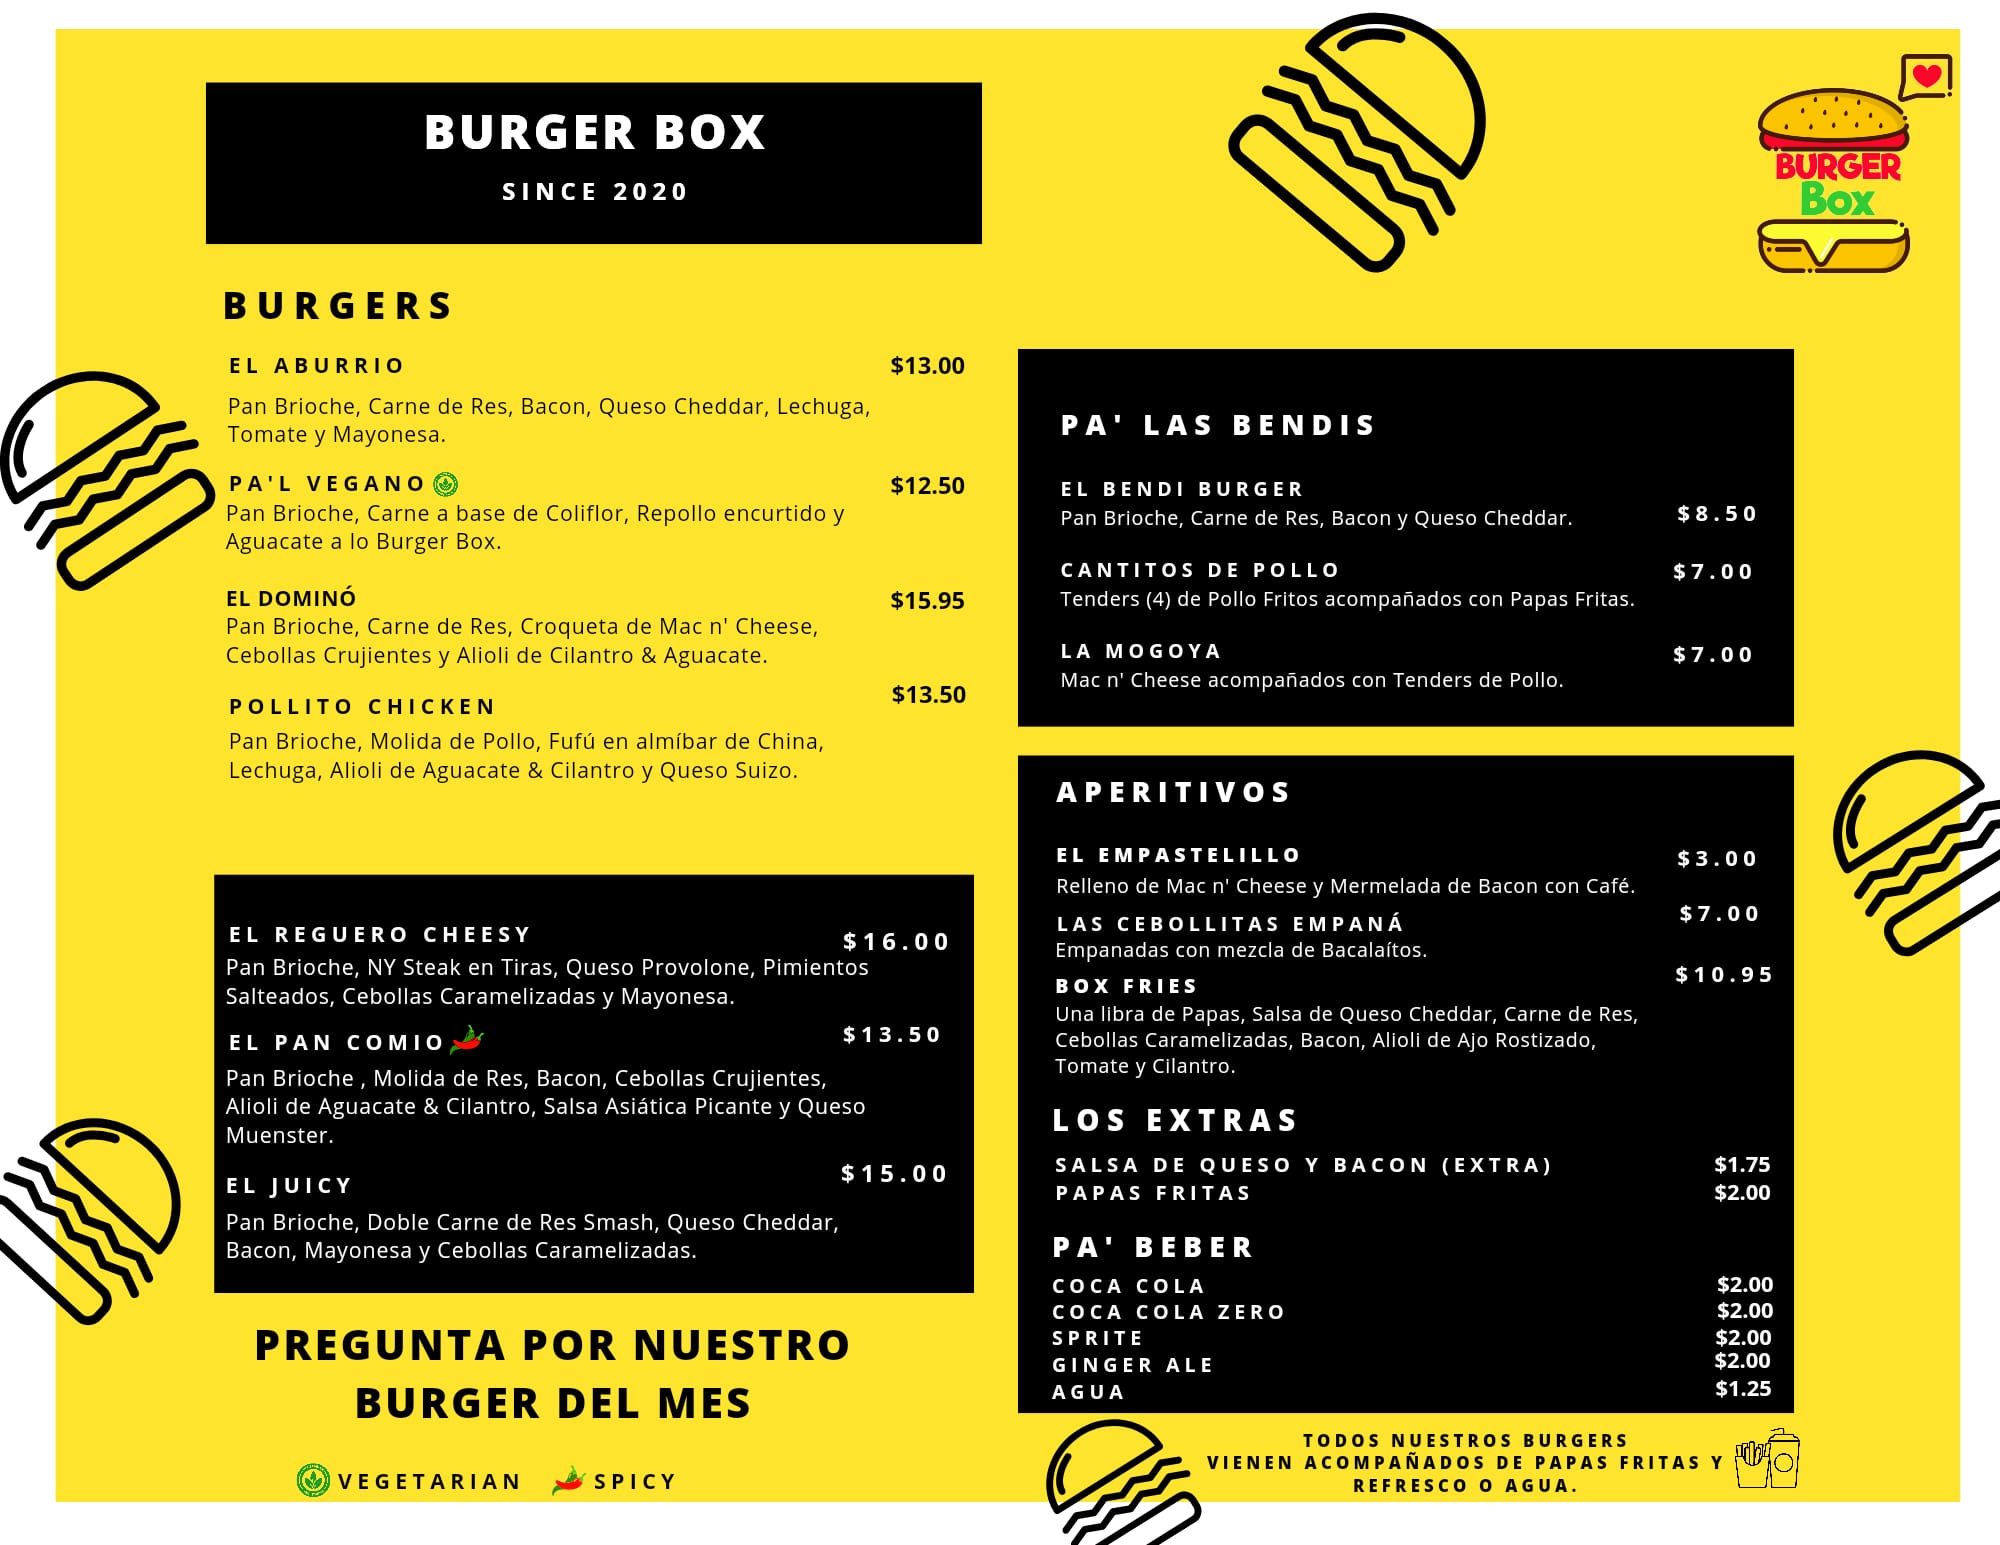 BURGER BOX
SINCE 2020
BURGER
Box
BURGERS
EL ABURRIO $13.00
Pan Brioche, Carne de Res, Bacon, Queso Cheddar, Lechuga,
Tomate y Mayonesa.
PA'L VEGANO $12.50
Pan Brioche, Carne a base de Coliflor, Repollo encurtido y
Aguacate a lo Burger Box.
EL DOMINÓ $15.95
Pan Brioche, Carne de Res, Croqueta de Mac n' Cheese,
Cebollas Crujientes y Alioli de Cilantro & Aguacate.
POLLITO CHICKEN $13.50
Pan Brioche, Molida de Pollo, Fufú en almíbar de China,
Lechuga, Alioli de Aguacate & Cilantro y Queso Suizo.
EL REGUERO CHEESY $16.00
Pan Brioche, NY Steak en Tiras, Queso Provolone, Pimientos
Salteados, Cebollas Caramelizadas y Mayonesa.
EL PAN COMIO $13.50
Pan Brioche , Molida de Res, Bacon, Cebollas Crujientes,
Alioli de Aguacate & Cilantro, Salsa Asiática Picante y Queso
Muenster.
EL JUICY $15.00
Pan Brioche, Doble Carne de Res Smash, Queso Cheddar,
Bacon, Mayonesa y Cebollas Caramelizadas.
PREGUNTA POR NUESTRO
BURGER DEL MES
VEGETARIAN SPICY
PA' LAS BENDIS
EL BENDI BURGER
Pan Brioche, Carne de Res, Bacon y Queso Cheddar. $8.50
CANTITOS DE POLLO $7.00
Tenders (4) de Pollo Fritos acompañados con Papas Fritas.
LA MOGOYA $7.00
Mac n' Cheese acompañados con Tenders de Pollo.
APERITIVOS
EL EMPASTELILLO $3.00
Relleno de Mac n' Cheese y Mermelada de Bacon con Café.
LAS CEBOLLITAS EMPANÁ $7.00
Empanadas con mezcla de Bacalaítos.
BOX FRIES $10.95
Una libra de Papas, Salsa de Queso Cheddar, Carne de Res,
Cebollas Caramelizadas, Bacon, Alioli de Ajo Rostizado,
Tomate y Cilantro.
LOS EXTRAS
SALSA DE QUESO Y BACON (EXTRA) $1.75
PAPAS FRITAS $2.00
PA' BEBER
COCA COLA $2.00
COCA COLA ZERO $2.00
SPRITE $2.00
GINGER ALE $2.00
AGUA $1.25
TODOS NUESTROS BURGERS
VIENEN ACOMPAÑADOS DE PAPAS FRITAS Y
REFRESCO O AGUA.